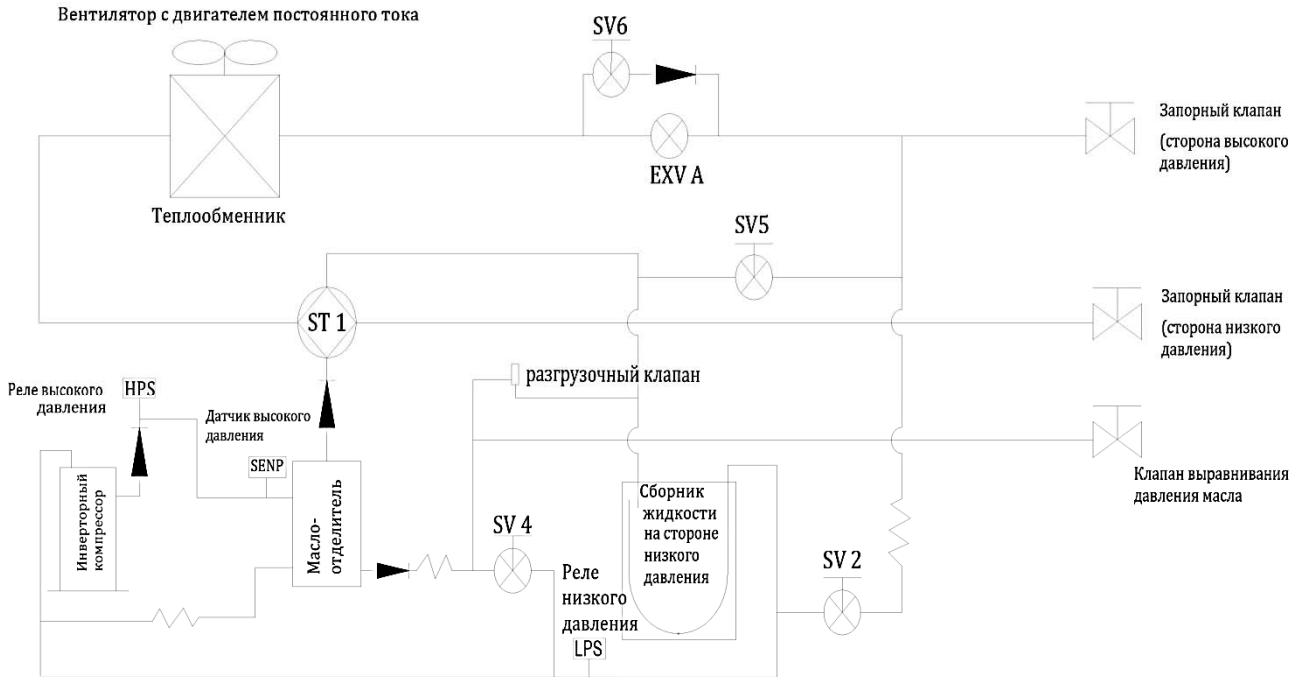 Вентилятор с двигателем постоянного тока
SV6
Запорный клапан
(сторона высокого
давления)
EXV A
Теплообменник
SV5
ST 1
Запорный клапан
(сторона низкого
давления)
разгрузочный клапан
Реле высокого
давления
HPS
Датчик высокого
давления
SENP
Клапан выравнивания
давления масла
Инверторный
компрессор
Масло-
отделитель
SV 4
Сборник
жидкости
на стороне
низкого
давления
SV 2
Реле
низкого
давления
LPS